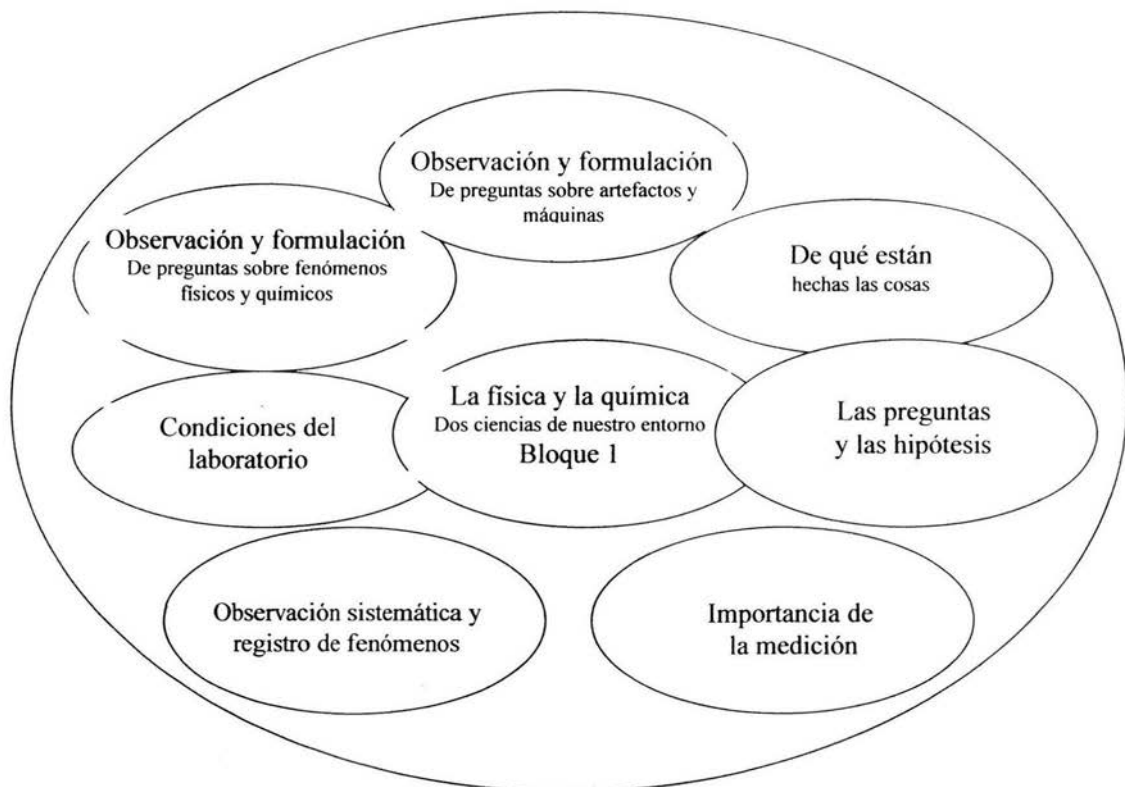 Observación y formulación
De preguntas sobre artefactos y
máquinas
Observación y formulación
De preguntas sobre fenómenos
físicos y químicos
De qué están
hechas las cosas
La física y la química
Dos ciencias de nuestro entorno
Bloque 1
Condiciones del
laboratorio
Las preguntas
y las hipótesis
Observación sistemática y
registro de fenómenos
Importancia de
la medición